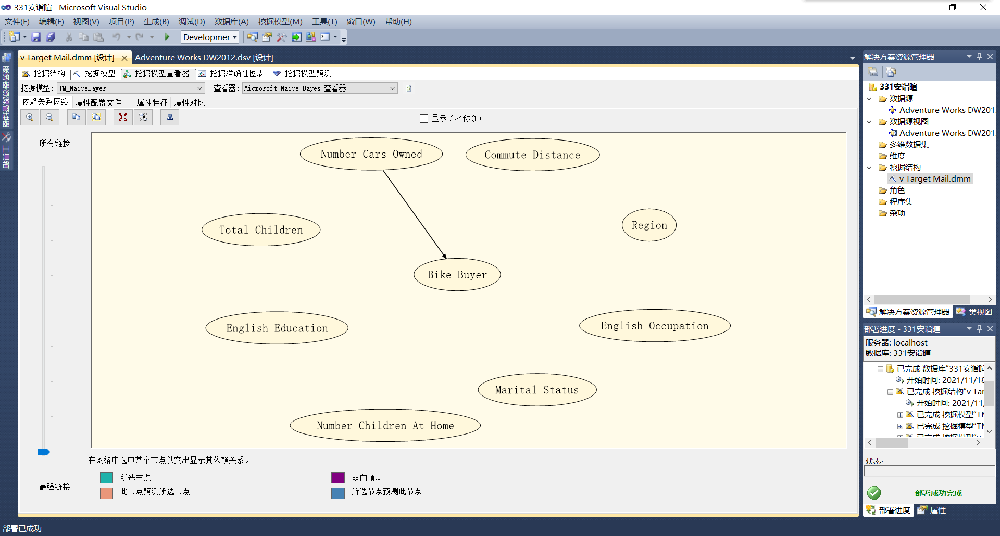 331安诣暄 - Microsoft Visual Studio
文件(F) 编辑(E) 视图(V) 项目(P) 生成(B) 调试(D) 数据库(A) 挖掘模型(M) 工具(T) 窗口(W) 帮助(H)
Developmer
服务器资源管理器
工具箱
v Target Mail.dmm [设计] Adventure Works DW2012.dsv [设计]
挖掘结构 挖掘模型 挖掘模型查看器 挖掘准确性图表 挖掘模型预测
挖掘模型: TM_NaiveBayes 查看器: Microsoft Naive Bayes 查看器
依赖关系网络 属性配置文件 属性特征 属性对比
显示长名称(L)
所有链接
Number Cars Owned
Commute Distance
Total Children
Region
Bike Buyer
English Education
English Occupation
Marital Status
Number Children At Home
最强链接
在网络中选中某个节点以突出显示其依赖关系。
所选节点 双向预测
此节点预测所选节点 所选节点预测此节点
解决方案资源管理器
331安诣暄
数据源
Adventure Works DW201
数据源视图
Adventure Works DW201
多维数据集
维度
挖掘结构
v Target Mail.dmm
角色
程序集
杂项
解决方案资源管理器 类视图
部署进度 - 331安诣暄
服务器: localhost
数据库: 331安诣暄
已完成 数据库"331安诣暄
开始时间: 2021/11/18
已完成 挖掘结构"v Tar
开始时间: 2021/11/
已完成 挖掘模型"TM
已完成 挖掘模型"TM
已完成 挖掘模型"v
状态:
部署成功完成
部署进度 属性
部署已成功